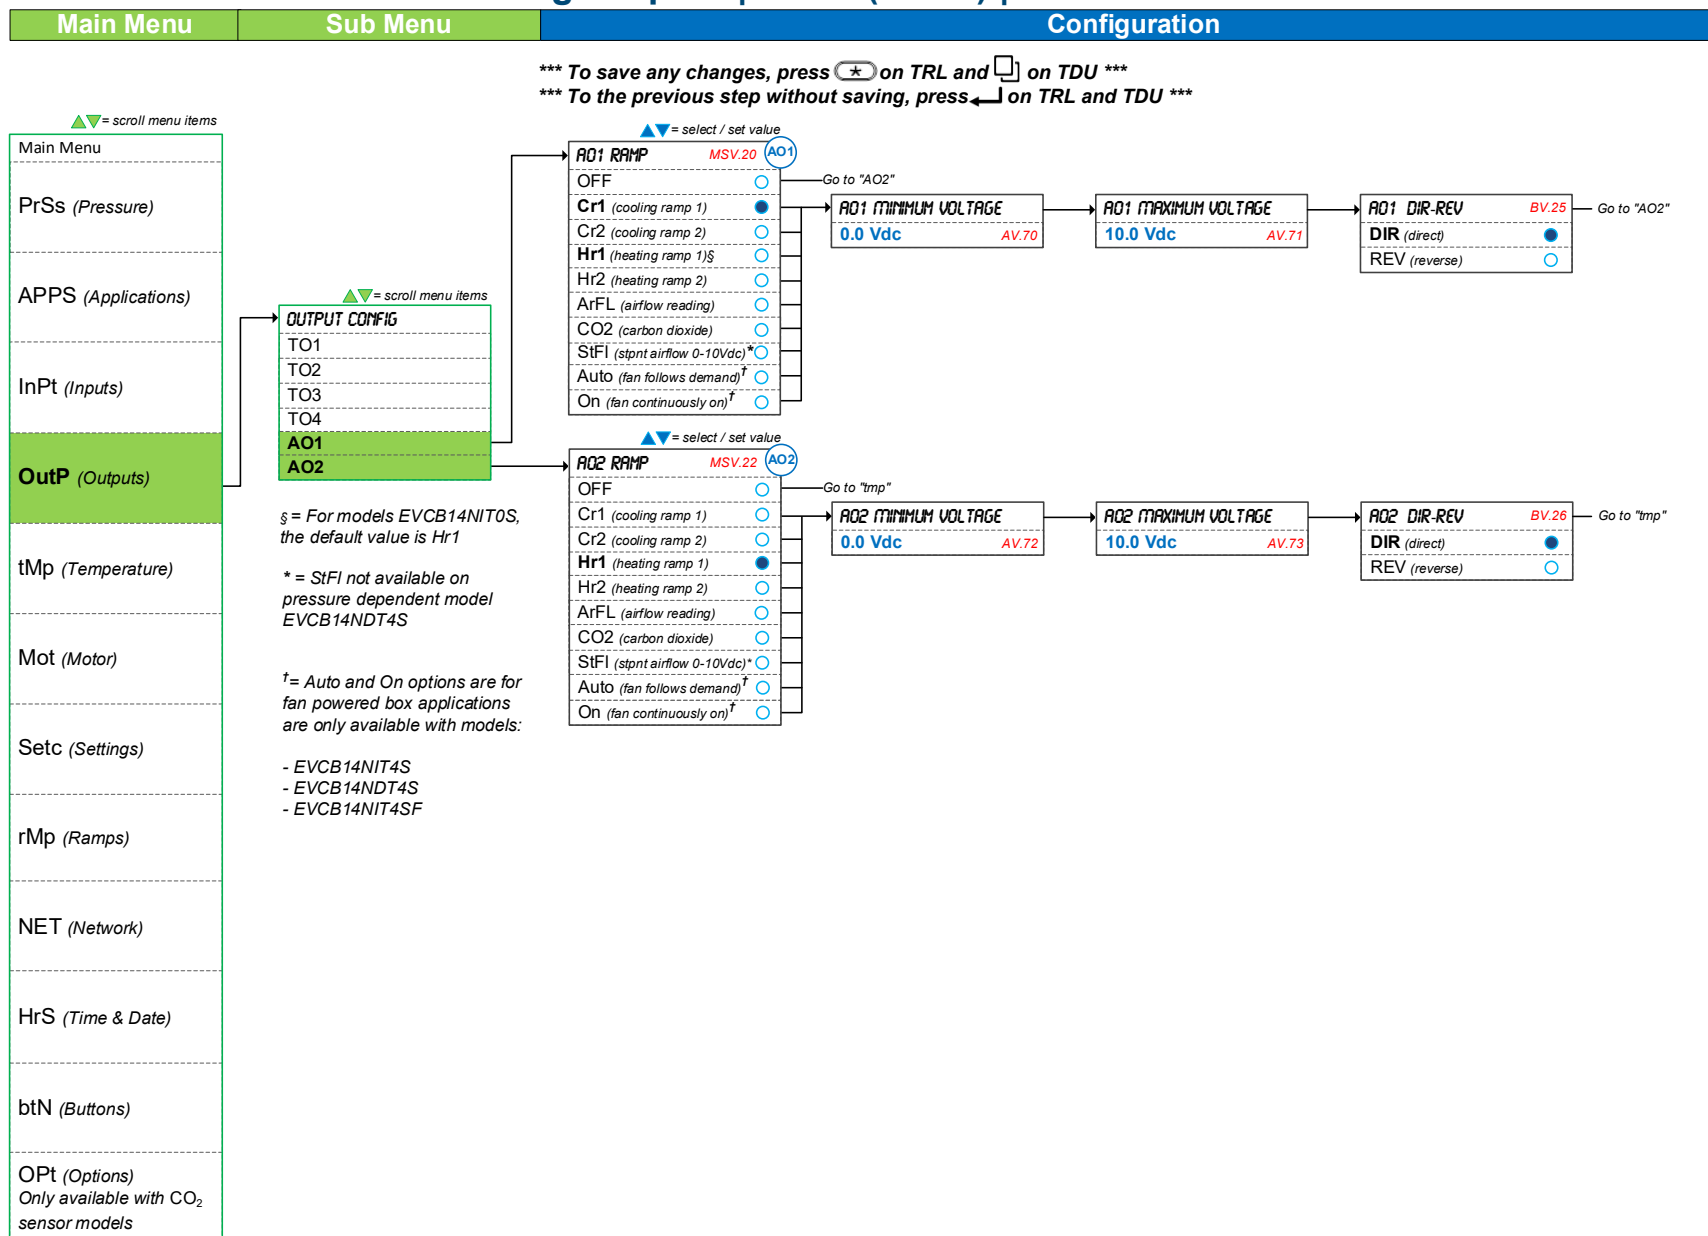 Main Menu
Sub Menu
Configuration
*** To save any changes, press * on TRL and on TDU ***
*** To the previous step without saving, press on TRL and TDU ***
= scroll menu items
Main Menu
PrSs (Pressure)
APPS (Applications)
InPt (Inputs)
OutP (Outputs)
tMp (Temperature)
Mot (Motor)
Setc (Settings)
rMp (Ramps)
NET (Network)
HrS (Time & Date)
btN (Buttons)
OPt (Options)
Only available with CO2
sensor models
= scroll menu items
OUTPUT CONFIG
TO1
TO2
TO3
TO4
AO1
AO2
§ = For models EVCB14NIT0S,
the default value is Hr1
* = StFl not available on
pressure dependent model
EVCB14NDT4S
† = Auto and On options are for
fan powered box applications
are only available with models:
- EVCB14NIT4S
- EVCB14NDT4S
- EVCB14NIT4SF
= select / set value
AO1 RAMP MSV.20 AO1
OFF
Go to "AO2"
Cr1 (cooling ramp 1)
Cr2 (cooling ramp 2)
Hr1 (heating ramp 1)§
Hr2 (heating ramp 2)
ArFL (airflow reading)
CO2 (carbon dioxide)
StFl (stpnt airflow 0-10Vdc)*
Auto (fan follows demand)†
On (fan continuously on)†
AO1 MINIMUM VOLTAGE
0.0 Vdc AV.70
AO1 MAXIMUM VOLTAGE
10.0 Vdc AV.71
AO1 DIR-REV BV.25
DIR (direct)
REV (reverse)
Go to "AO2"
= select / set value
AO2 RAMP MSV.22 AO2
OFF
Go to "tmp"
Cr1 (cooling ramp 1)
Cr2 (cooling ramp 2)
Hr1 (heating ramp 1)
Hr2 (heating ramp 2)
ArFL (airflow reading)
CO2 (carbon dioxide)
StFl (stpnt airflow 0-10Vdc)*
Auto (fan follows demand)†
On (fan continuously on)†
AO2 MINIMUM VOLTAGE
0.0 Vdc AV.72
AO2 MAXIMUM VOLTAGE
10.0 Vdc AV.73
AO2 DIR-REV BV.26
DIR (direct)
REV (reverse)
Go to "tmp"